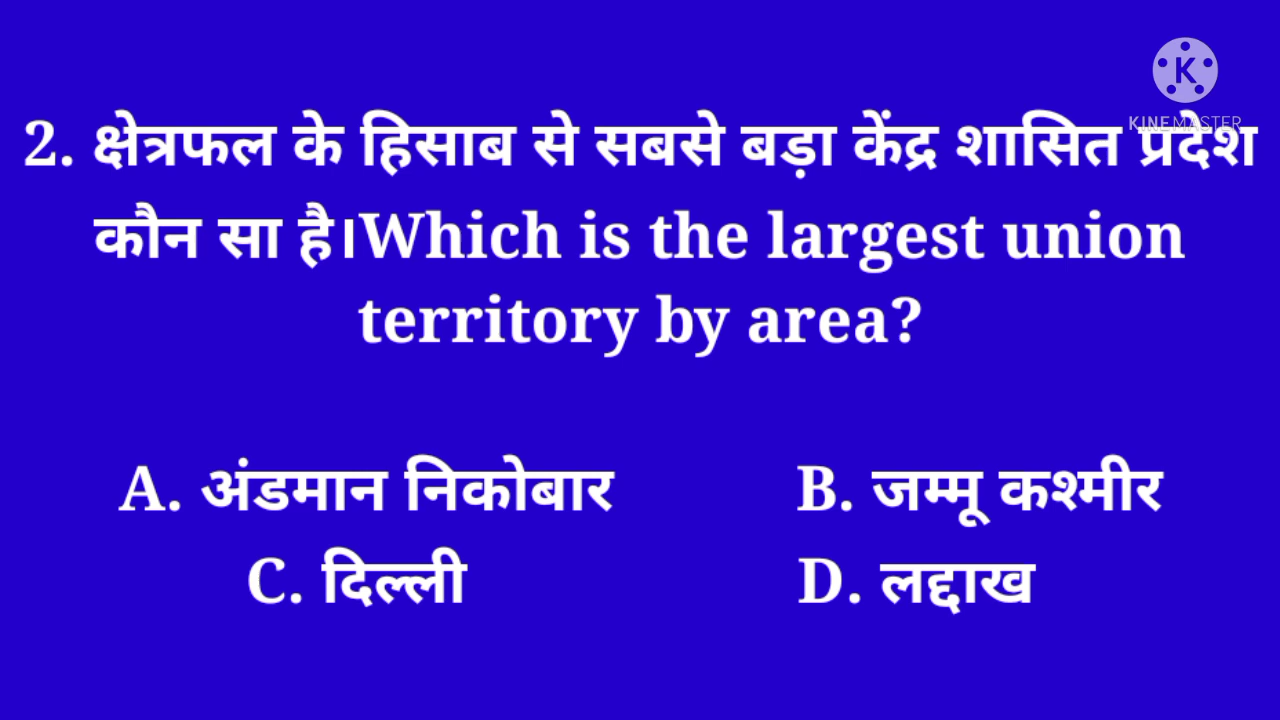 K
KINEMASTER
2. क्षेत्रफल के हिसाब से सबसे बड़ा केंद्र शासित प्रदेश
कौन सा है।Which is the largest union
territory by area?
A. अंडमान निकोबार B. जम्मू कश्मीर
C. दिल्ली D. लद्दाख